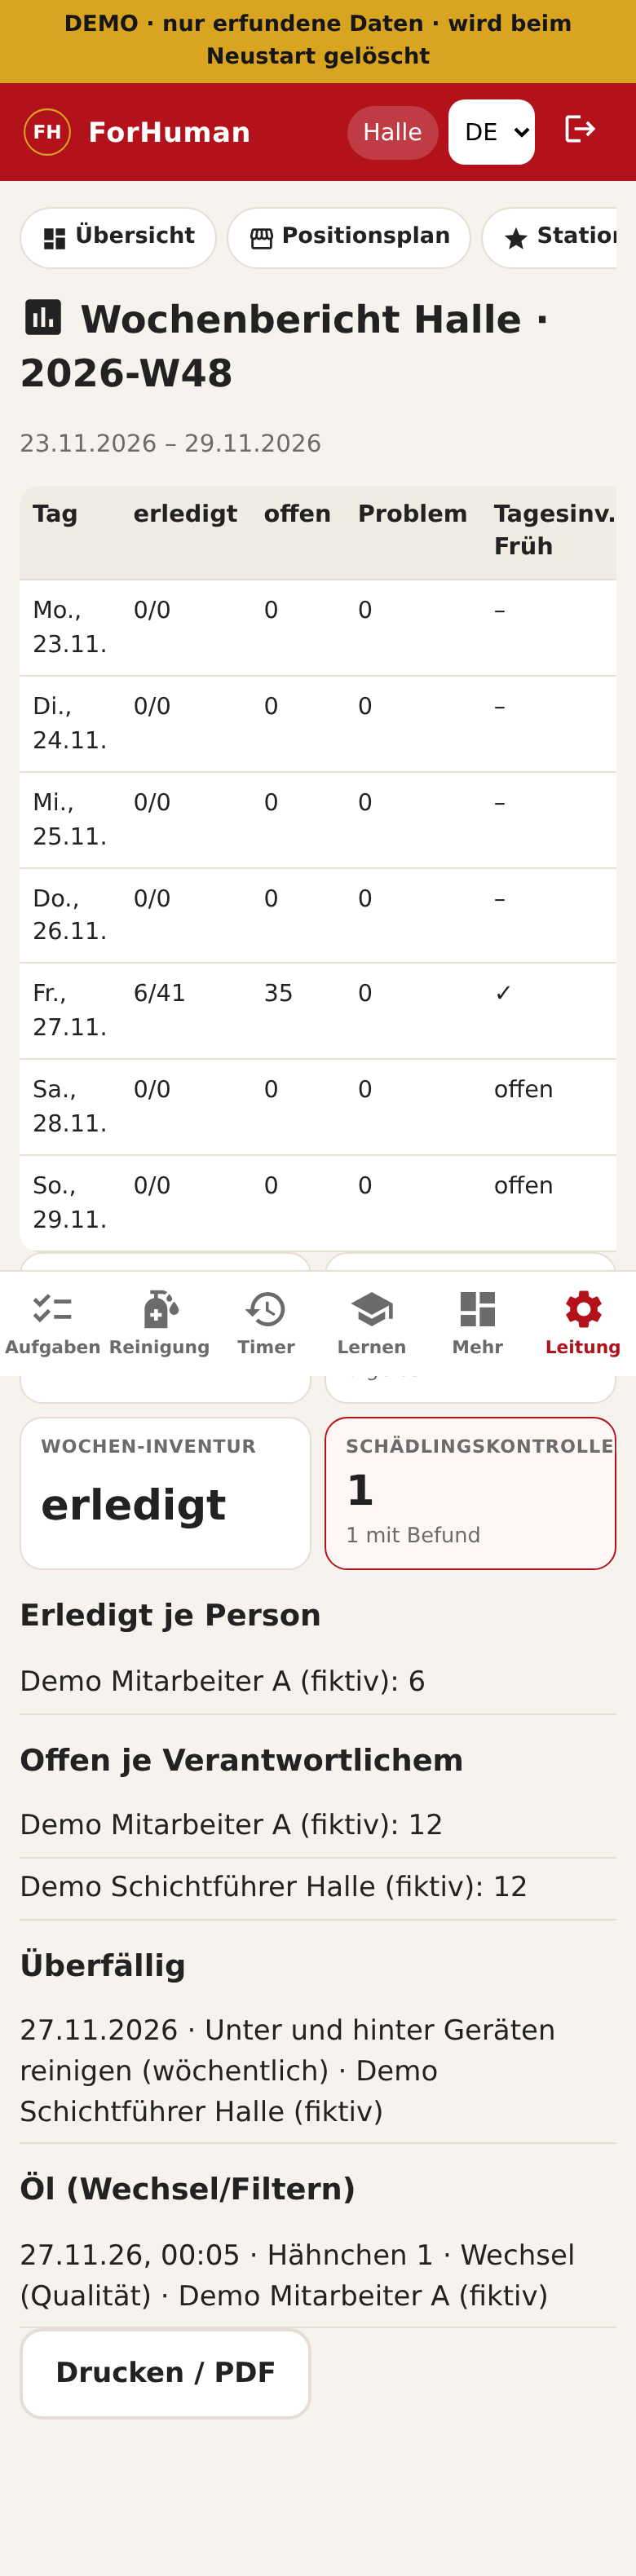 DEMO · nur erfundene Daten · wird beim
Neustart gelöscht
FH ForHuman Halle DE
Übersicht Positionsplan
Wochenbericht Halle ·
2026-W48
23.11.2026 – 29.11.2026
Tag erledigt offen Problem Tagesinv.
Früh
Mo., 0/0 0 0 –
23.11.
Di., 0/0 0 0 –
24.11.
Mi., 0/0 0 0 –
25.11.
Do., 0/0 0 0 –
26.11.
Fr., 6/41 35 0 ✓
27.11.
Sa., 0/0 0 0 offen
28.11.
So., 0/0 0 0 offen
29.11.
Aufgaben Reinigung Timer Lernen Mehr Leitung
WOCHEN-INVENTUR SCHÄDLINGSKONTROLLE
erledigt 1
1 mit Befund
Erledigt je Person
Demo Mitarbeiter A (fiktiv): 6
Offen je Verantwortlichem
Demo Mitarbeiter A (fiktiv): 12
Demo Schichtführer Halle (fiktiv): 12
Überfällig
27.11.2026 · Unter und hinter Geräten
reinigen (wöchentlich) · Demo
Schichtführer Halle (fiktiv)
Öl (Wechsel/Filtern)
27.11.26, 00:05 · Hähnchen 1 · Wechsel
(Qualität) · Demo Mitarbeiter A (fiktiv)
Drucken / PDF